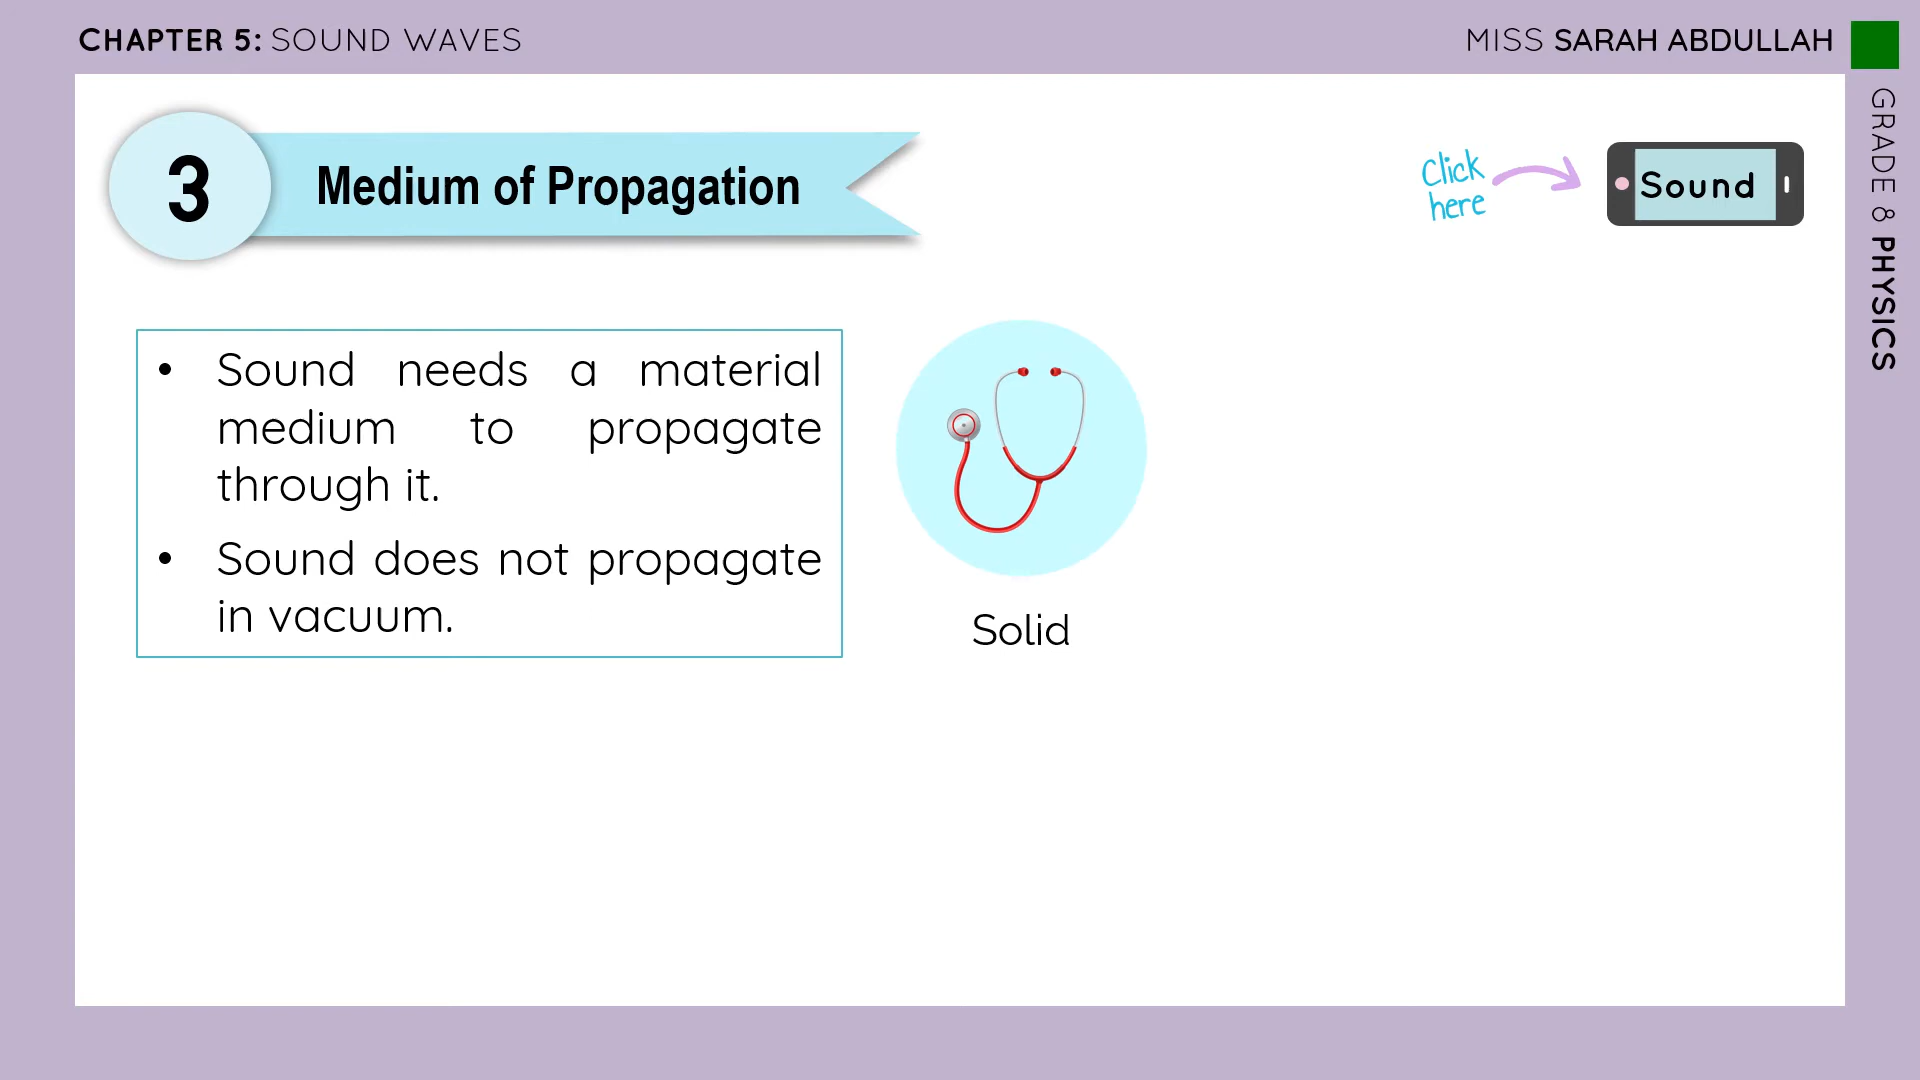 CHAPTER 5: SOUND WAVES
MISS SARAH ABDULLAH
GRADE 8 PHYSICS
3
Medium of Propagation
Click
here
Sound
• Sound needs a material
medium to propagate
through it.
• Sound does not propagate
in vacuum.
Solid